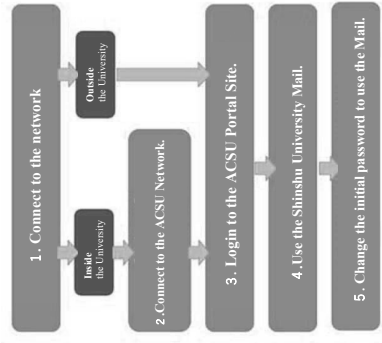 1. Connect to the network
Inside
the University
Outside
the University
2.Connect to the ACSU Network.
3. Login to the ACSU Portal Site.
4.Use the Shinshu University Mail.
5. Change the initial password to use the Mail.